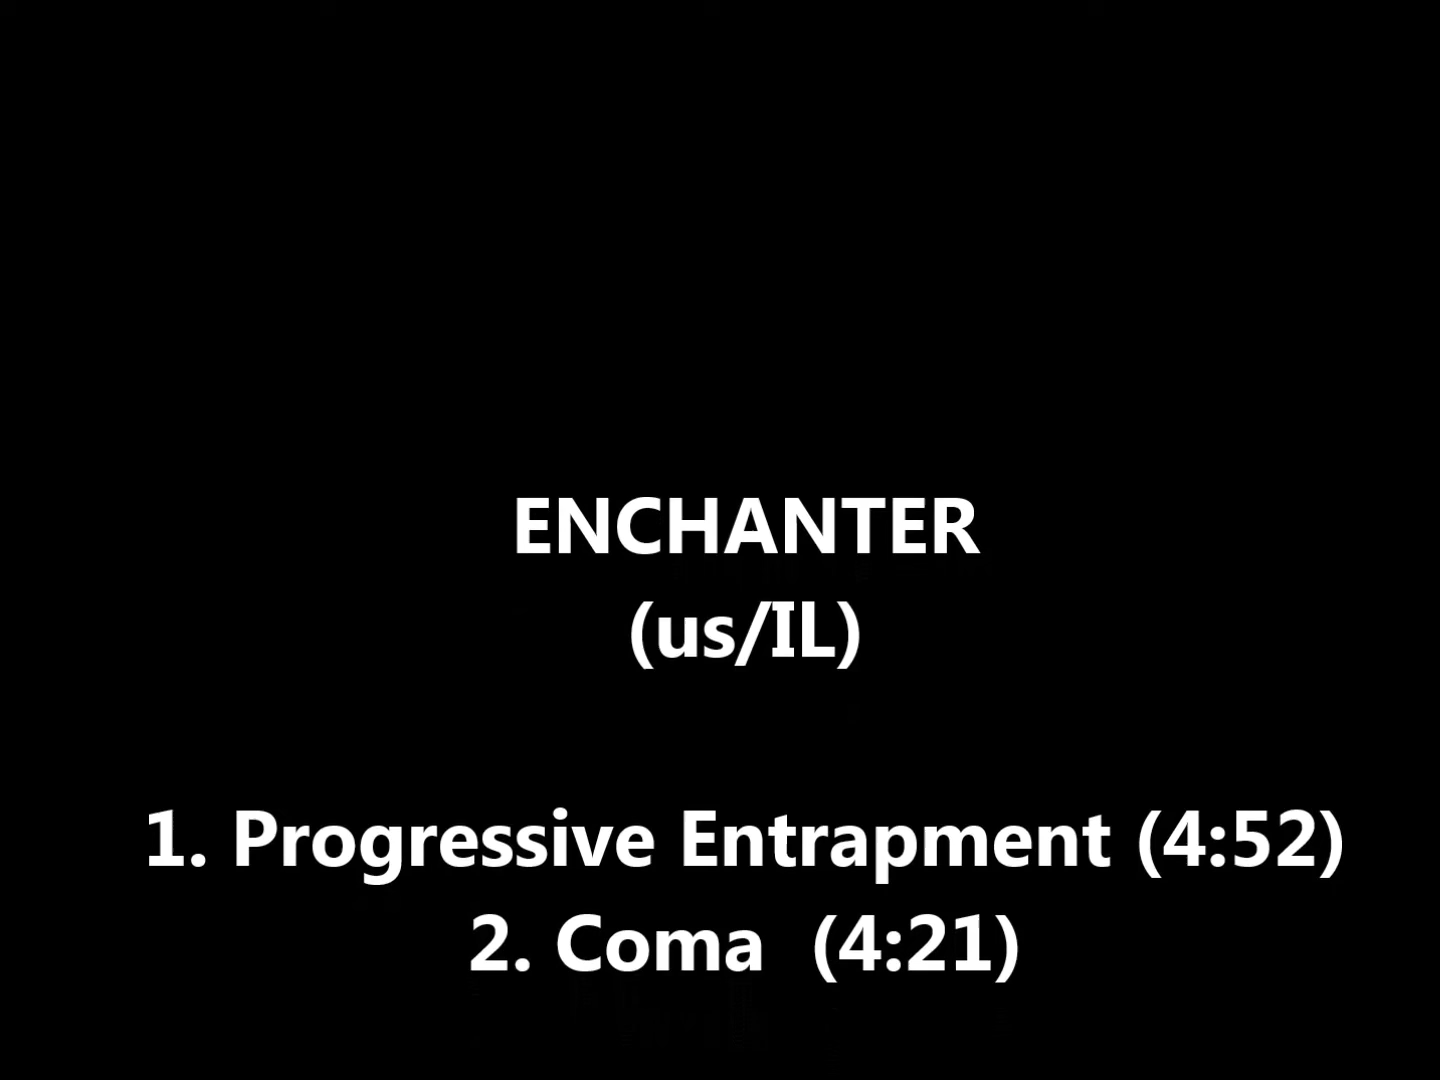 ENCHANTER
(us/IL)
1. Progressive Entrapment (4:52)
2. Coma  (4:21)